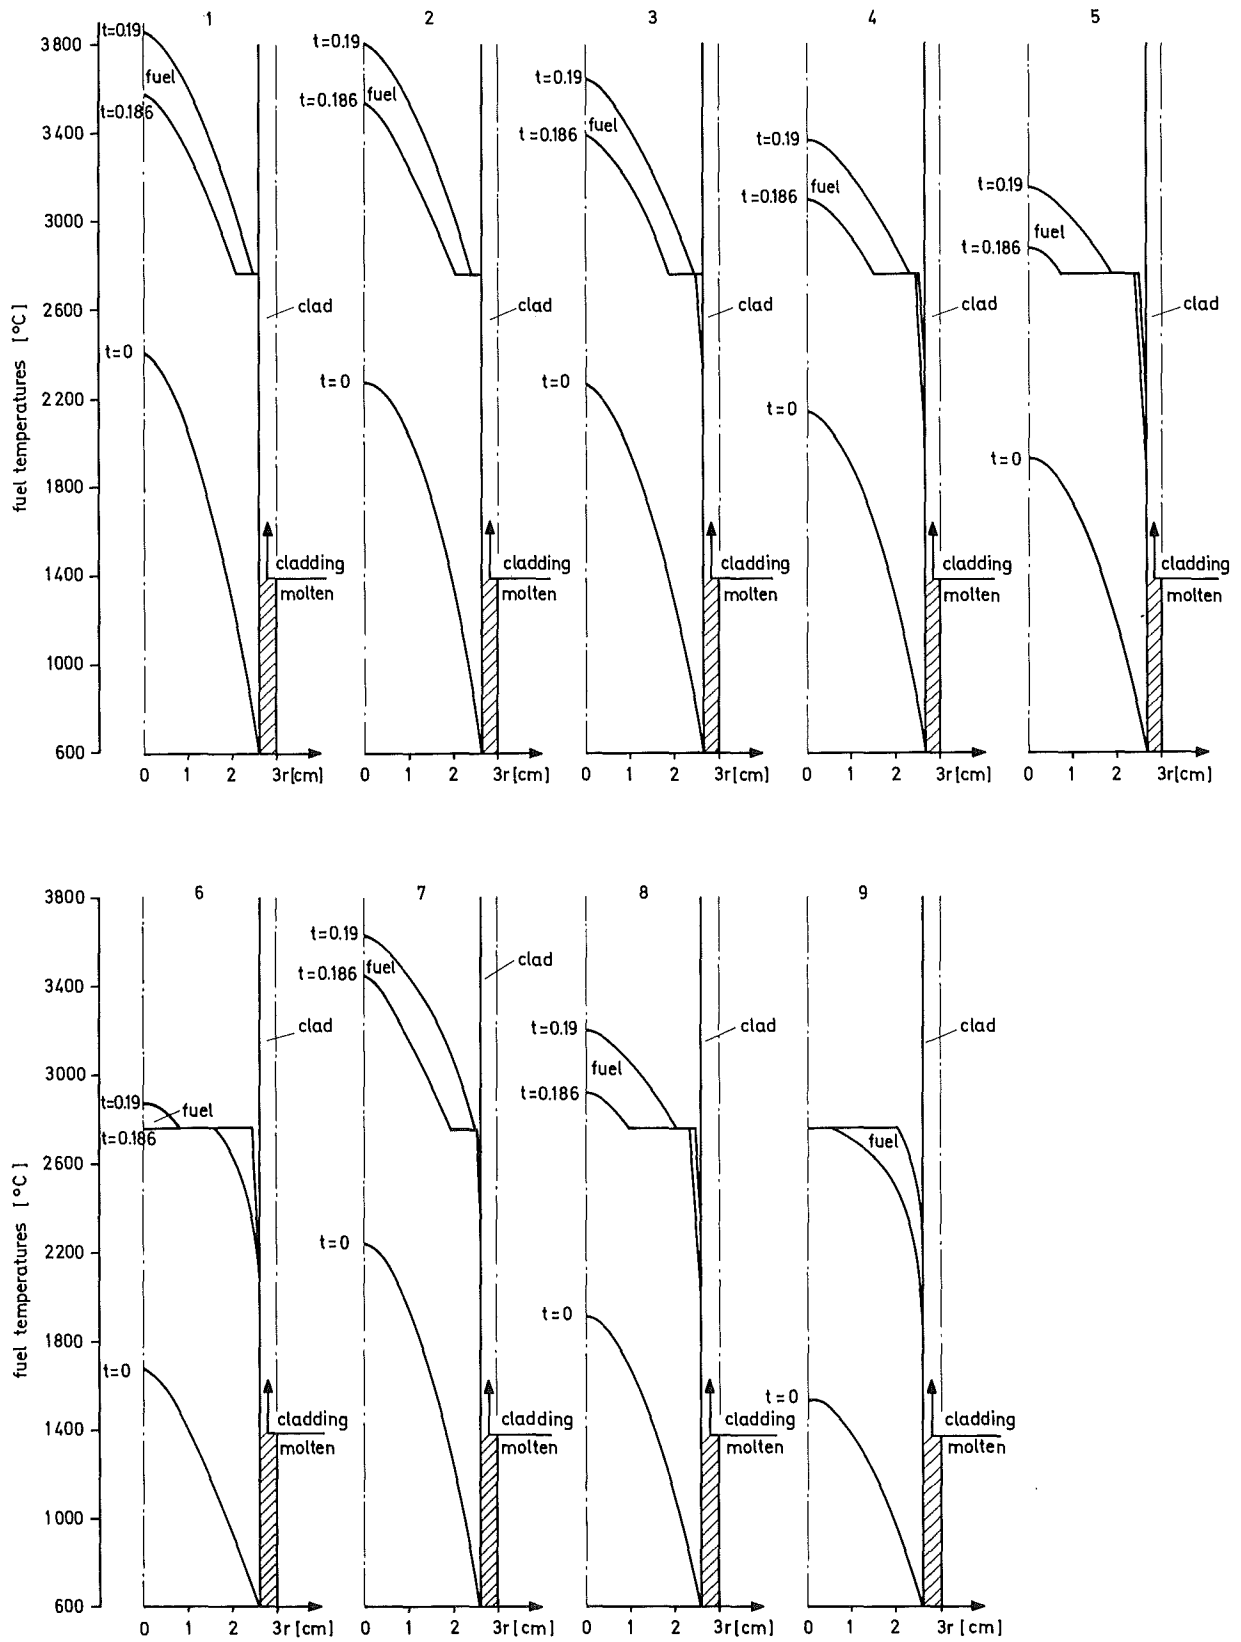 1 2 3 4 5
3800
3400
3000
2600
2200
1800
1400
1000
600
fuel temperatures [°C]
t=0.19
fuel
t=0.186
t=0
clad
cladding
molten
0 1 2 3r[cm]
t=0.19
fuel
t=0.186
t=0
clad
cladding
molten
0 1 2 3r[cm]
t=0.19
fuel
t=0.186
t=0
clad
cladding
molten
0 1 2 3r[cm]
t=0.19
fuel
t=0.186
t=0
clad
cladding
molten
0 1 2 3r[cm]
t=0.19
fuel
t=0.186
t=0
clad
cladding
molten
0 1 2 3r[cm]
6 7 8 9
3800
3400
3000
2600
2200
1800
1400
1000
600
fuel temperatures [°C]
clad
t=0.19
fuel
t=0.186
t=0
cladding
molten
0 1 2 3r[cm]
t=0.19
fuel
t=0.186
clad
t=0
cladding
molten
0 1 2 3r[cm]
clad
t=0.19
fuel
t=0.186
t=0
cladding
molten
0 1 2 3r[cm]
clad
fuel
t=0
cladding
molten
0 1 2 3r[cm]